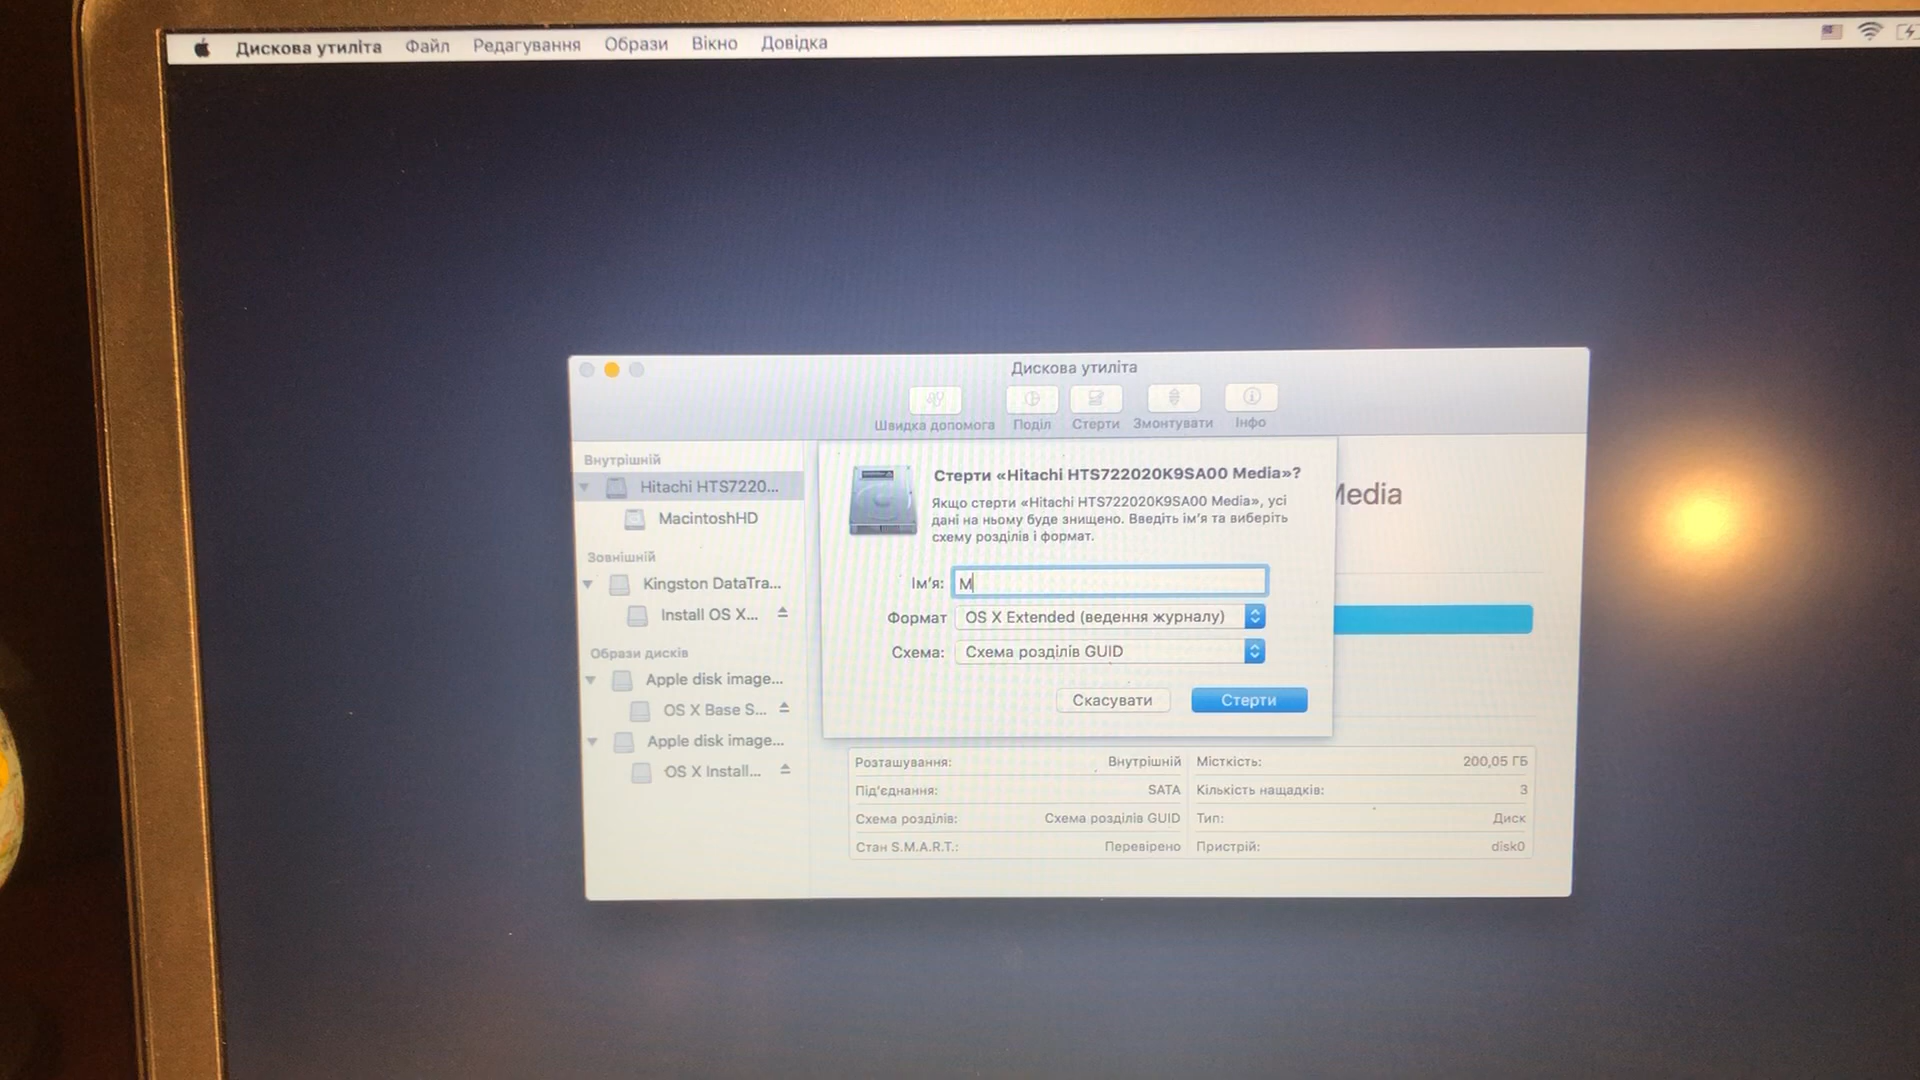 Дискова утиліта Файл Редагування Образи Вікно Довідка
Дискова утиліта
Швидка допомога Поділ Стерти Змонтувати Інфо
Внутрішній
Hitachi HTS7220...
MacintoshHD
Зовнішній
Kingston DataTra...
Install OS X...
Образи дисків
Apple disk image...
OS X Base S...
Apple disk image...
OS X Install...
Стерти «Hitachi HTS722020K9SA00 Media»?
Якщо стерти «Hitachi HTS722020K9SA00 Media», усі
дані на ньому буде знищено. Введіть ім'я та виберіть
схему розділів і формат.
Ім'я: M
Формат OS X Extended (ведення журналу)
Схема: Схема розділів GUID
Скасувати Стерти
Media
Розташування: Внутрішній Місткість: 200,05 ГБ
Під'єднання: SATA Кількість нащадків: 3
Схема розділів: Схема розділів GUID Тип: Диск
Стан S.M.A.R.T.: Перевірено Пристрій: disk0